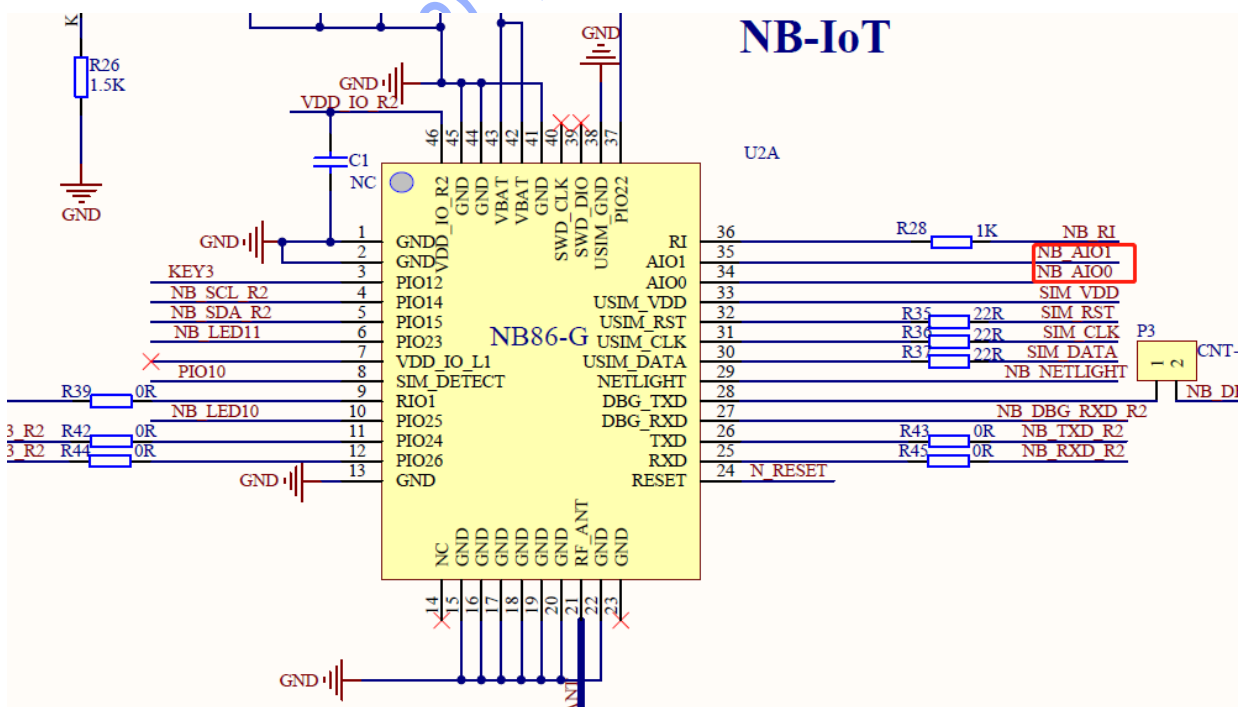 NB-IoT
GND
R26
1.5K
GND
VDD_IO_R2
C1
NC
GND
U2A
46 45 44 43 42 41 40 39 38 37
VDD_IO_R2 GND GND VBAT VBAT GND SWD_CLK SWD_DIO USIM_GND PIO22
GND
1 GND
2 GND
KEY3 3 PIO12
NB_SCL_R2 4 PIO14
NB_SDA_R2 5 PIO15
NB_LED11 6 PIO23
7 VDD_IO_L1
PIO10 8 SIM_DETECT
R39 0R 9 RIO1
NB_LED10 10 PIO25
3_R2 R42 0R 11 PIO24
3_R2 R44 0R 12 PIO26
GND 13 GND
NB86-G
RI 36 R28 1K NB_RI
AIO1 35 NB_AIO1
AIO0 34 NB_AIO0
USIM_VDD 33 SIM_VDD
USIM_RST 32 R35 22R SIM_RST
USIM_CLK 31 R36 22R SIM_CLK
USIM_DATA 30 R37 22R SIM_DATA
NETLIGHT 29 NB_NETLIGHT
DBG_TXD 28
DBG_RXD 27 NB_DBG_RXD_R2
TXD 26 R43 0R NB_TXD_R2
RXD 25 R45 0R NB_RXD_R2
RESET 24 N_RESET
P3
1 2
CNT-
NB_D
NC GND GND GND GND GND GND RF_ANT GND GND
14 15 16 17 18 19 20 21 22 23
GND